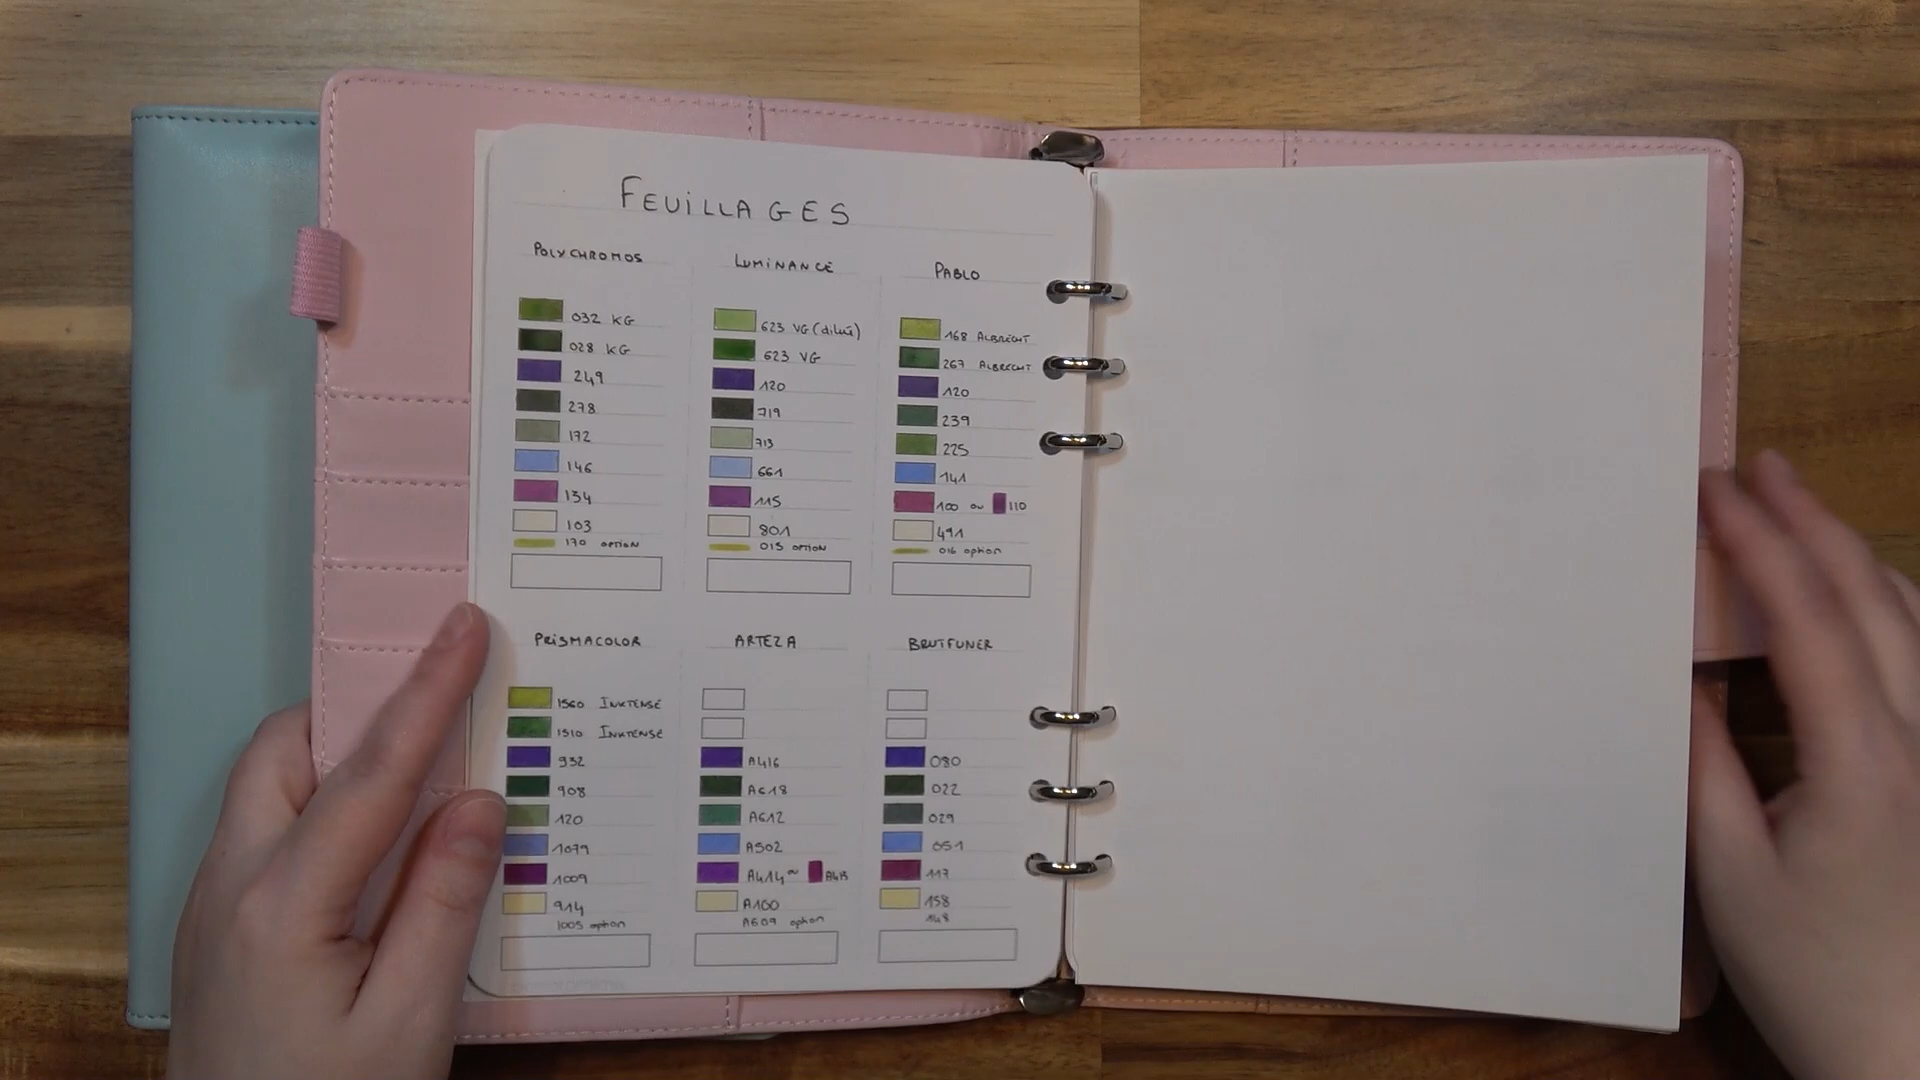 FEUILLAGES
POLYCHROMOS
032 KG
028 KG
249
278
172
146
134
103
170 option
LUMINANCE
623 VG (dilué)
623 VG
120
719
713
661
115
801
015 option
PABLO
168 ALBRECHT
267 ALBRECHT
120
239
225
141
100 ou 110
491
016 option
PRISMACOLOR
1560 INKTENSE
1510 INKTENSE
932
908
120
1079
1009
914
1005 option
ARTEZA
A416
A618
A612
A502
A414 ou A413
A100
A609 option
BRUTFUNER
080
022
029
051
117
158
148